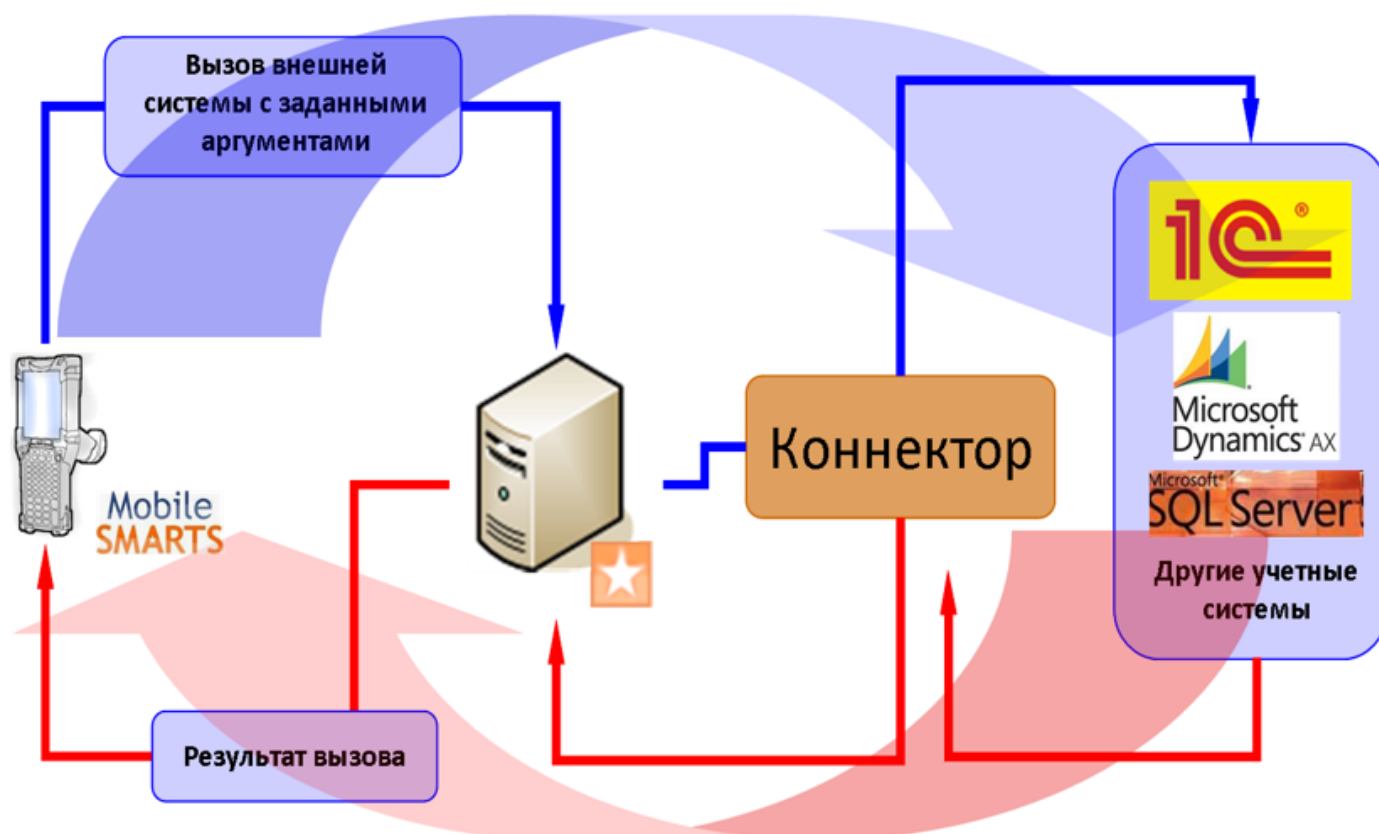 Вызов внешней
системы с заданными
аргументами
1С®
Microsoft
Dynamics AX
Microsoft
SQL Server
Другие учетные
системы
Коннектор
Mobile
SMARTS
Результат вызова